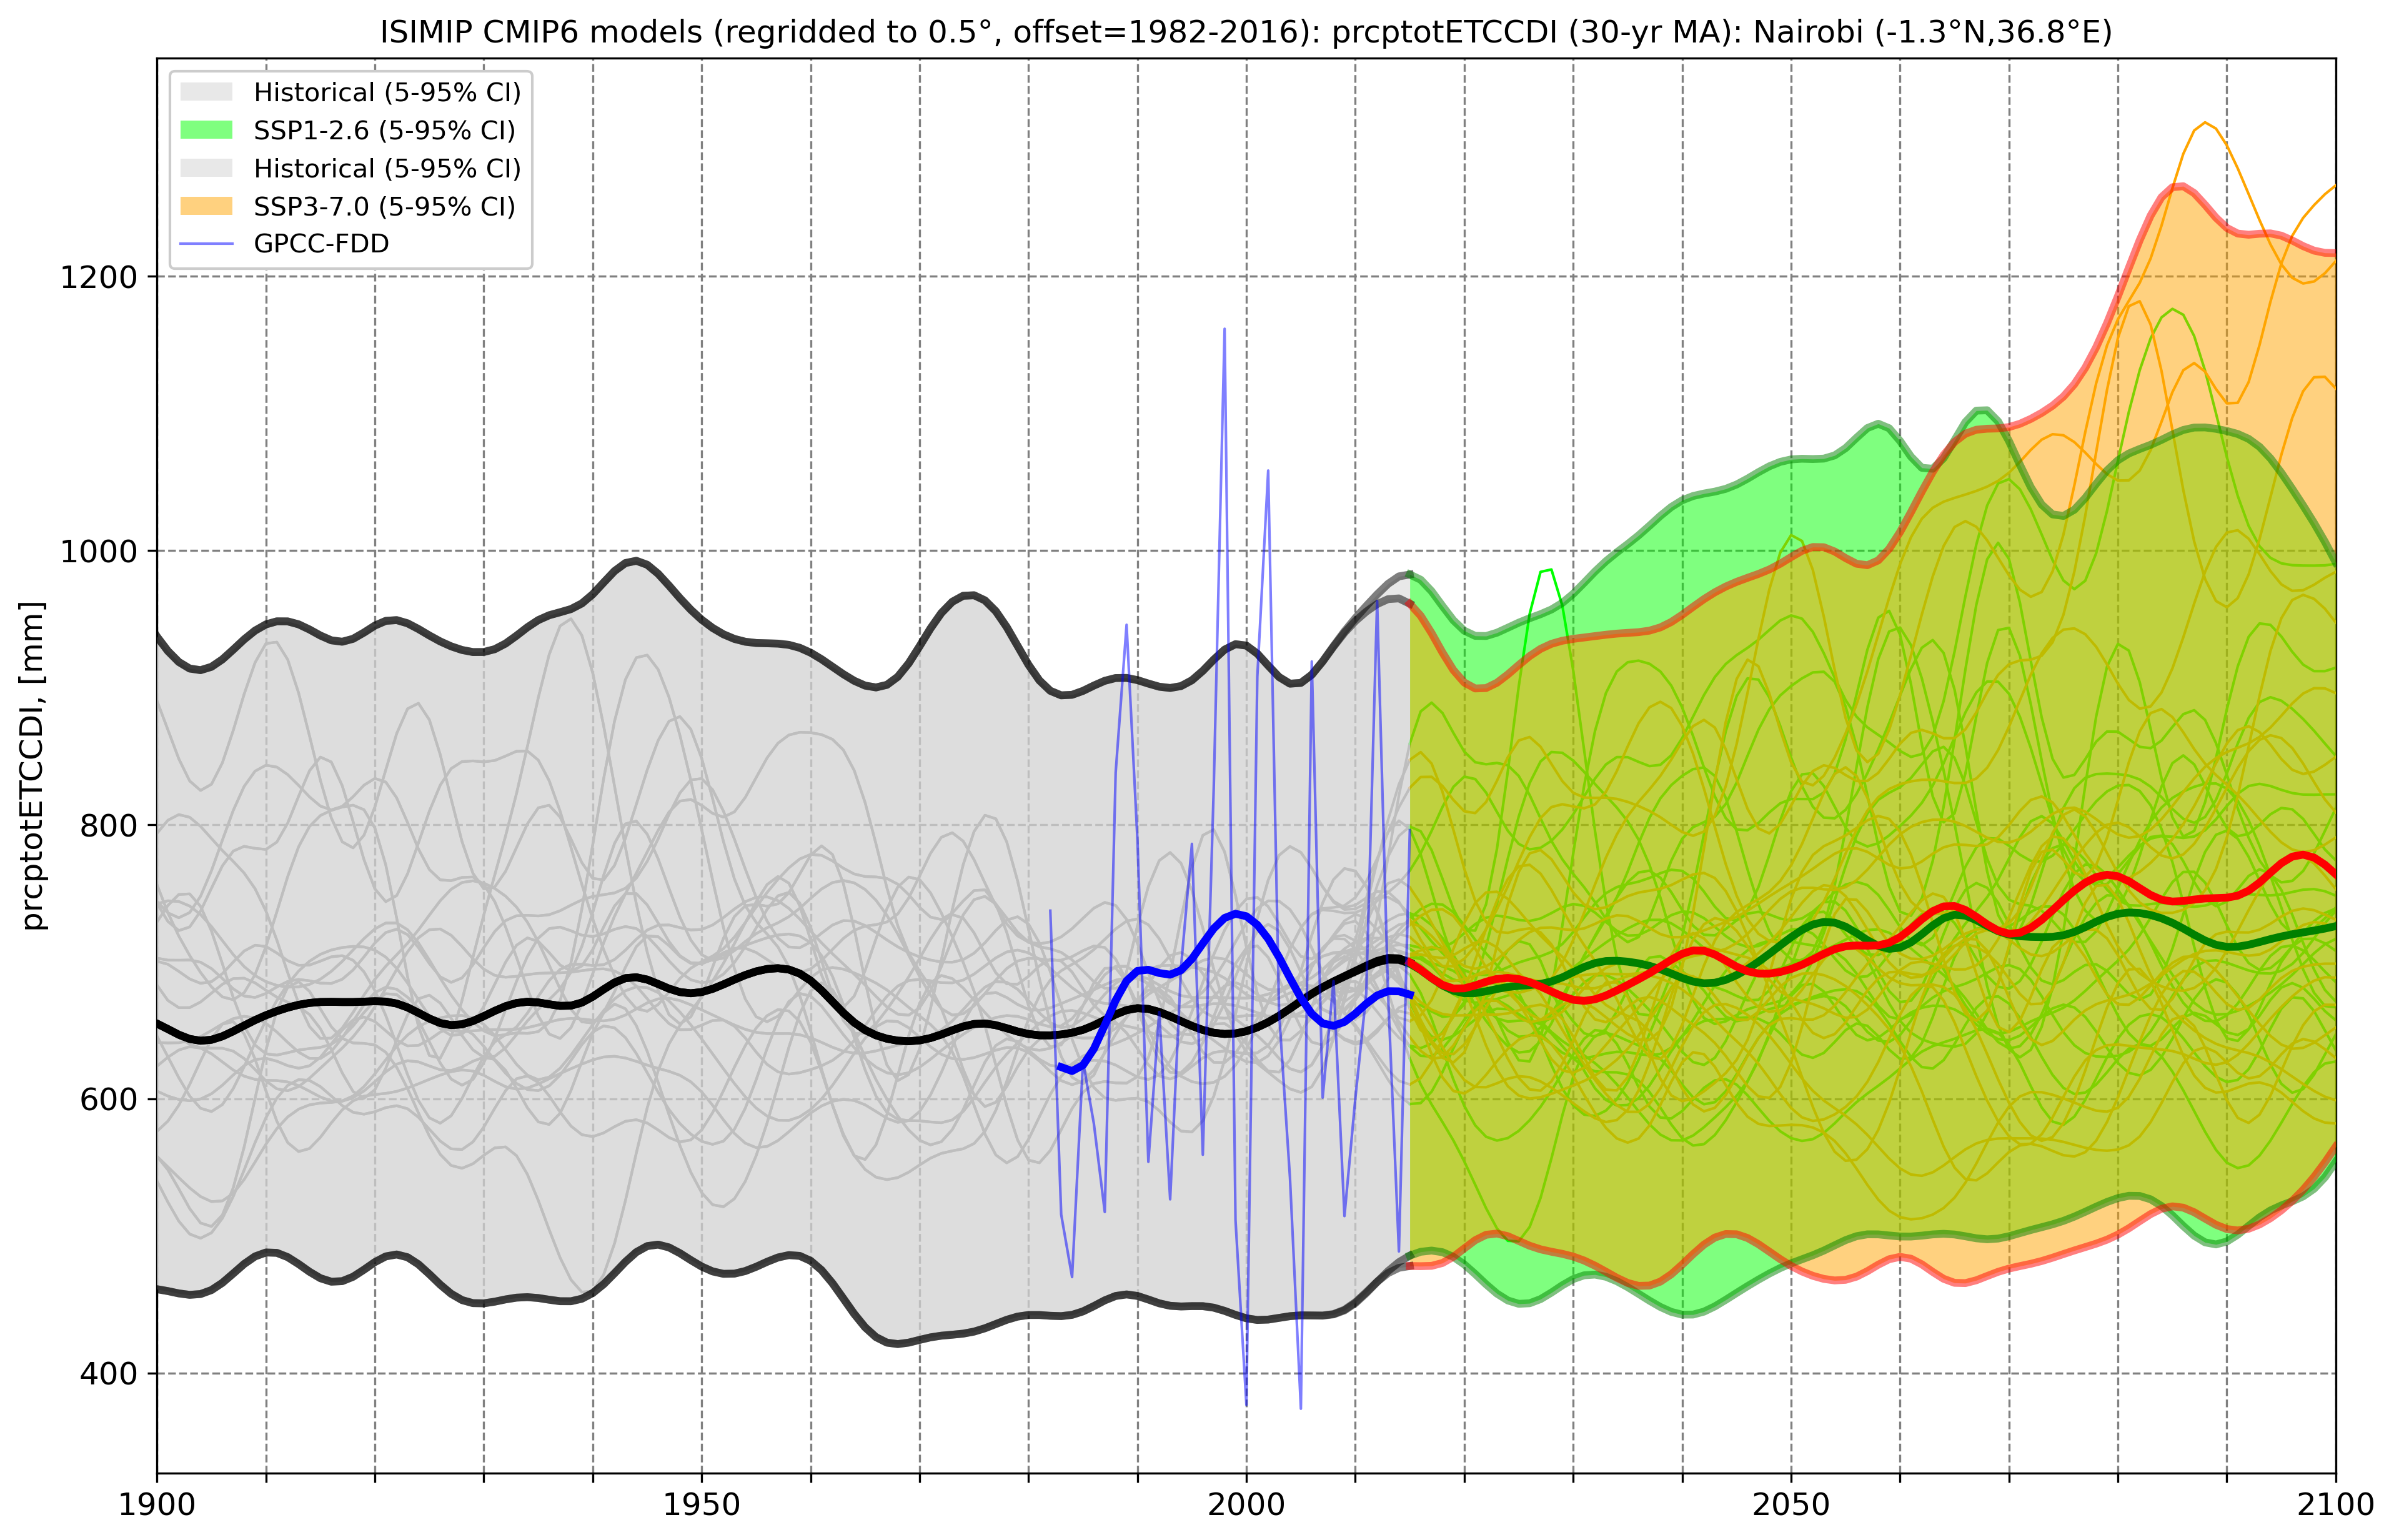 ISIMIP CMIP6 models (regridded to 0.5°, offset=1982-2016): prcptotETCCDI (30-yr MA): Nairobi (-1.3°N,36.8°E)
Historical (5-95% CI)
SSP1-2.6 (5-95% CI)
Historical (5-95% CI)
SSP3-7.0 (5-95% CI)
GPCC-FDD
prcptotETCCDI, [mm]
1200
1000
800
600
400
1900 1950 2000 2050 2100